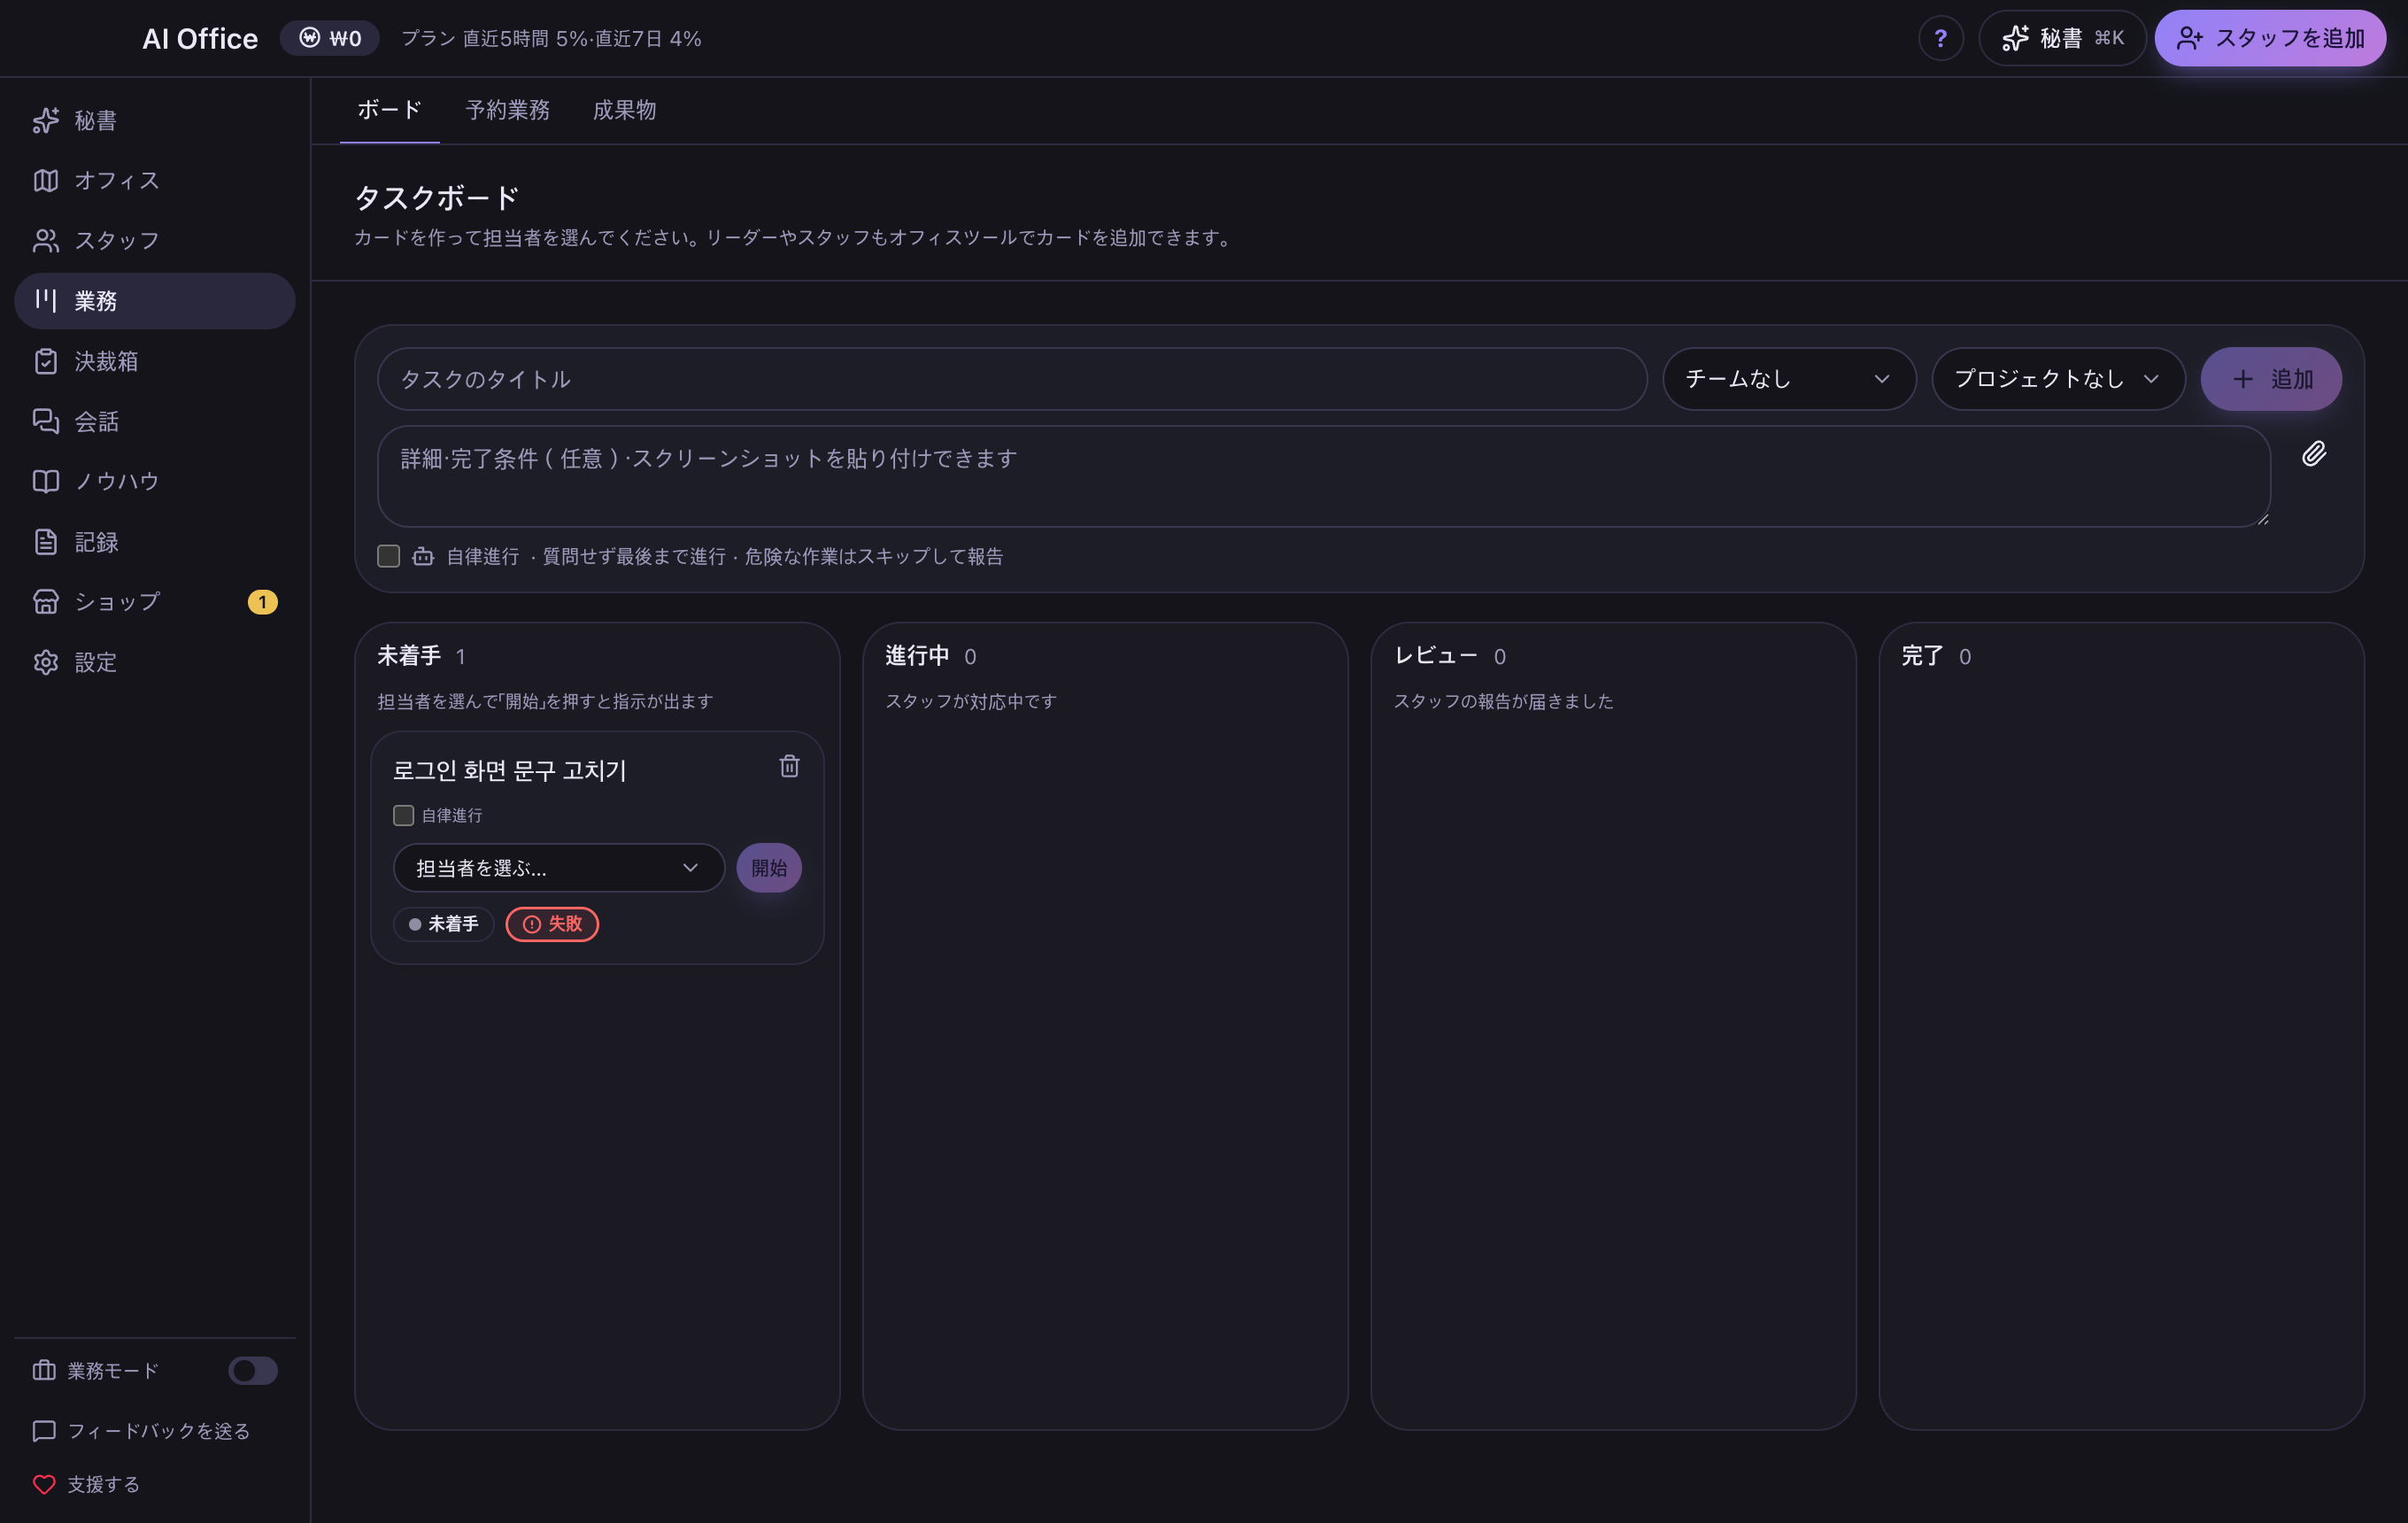 AI Office
₩0
プラン 直近5時間 5%·直近7日 4%
?
秘書 ⌘K
スタッフを追加
秘書
オフィス
スタッフ
業務
決裁箱
会話
ノウハウ
記録
ショップ 1
設定
業務モード
フィードバックを送る
支援する
ボード
予約業務
成果物
タスクボード
カードを作って担当者を選んでください。リーダーやスタッフもオフィスツールでカードを追加できます。
タスクのタイトル
チームなし
プロジェクトなし
追加
詳細·完了条件（任意）·スクリーンショットを貼り付けできます
自律進行 · 質問せず最後まで進行 · 危険な作業はスキップして報告
未着手 1
担当者を選んで「開始」を押すと指示が出ます
로그인 화면 문구 고치기
自律進行
担当者を選ぶ...
開始
未着手
失敗
進行中 0
スタッフが対応中です
レビュー 0
スタッフの報告が届きました
完了 0